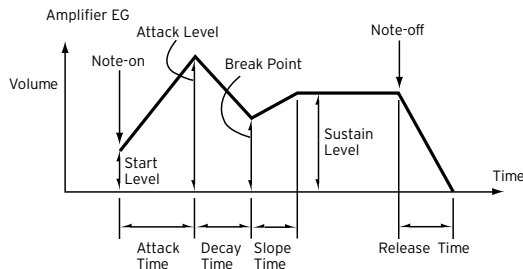 Amplifier EG
Attack Level
Note-on
Break Point
Note-off
Volume
Start
Level
Sustain
Level
Time
Attack
Time
Decay
Time
Slope
Time
Release Time